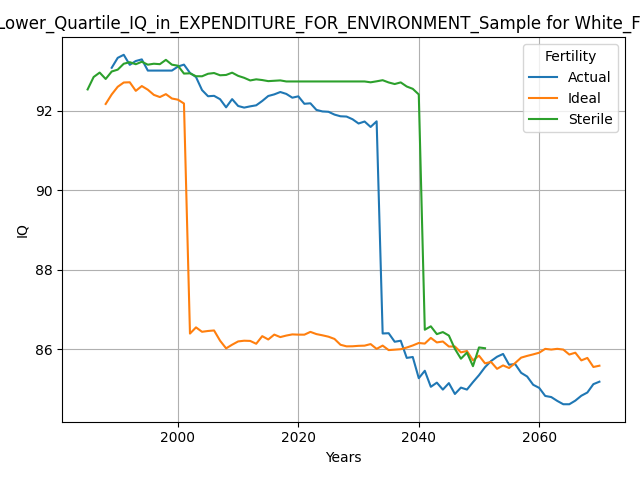 Lower_Quartile_IQ_in_EXPENDITURE_FOR_ENVIRONMENT_Sample for White_F
Fertility
Actual
Ideal
Sterile
IQ
92
90
88
86
2000
2020
2040
2060
Years